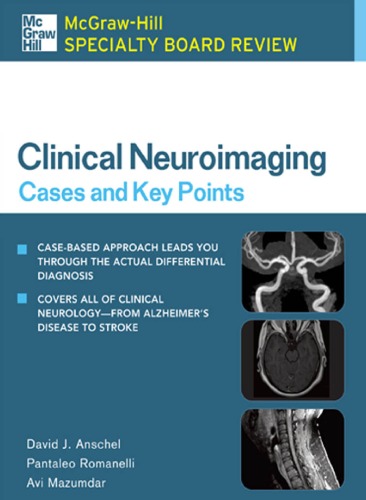 Mc
Graw
Hill
McGraw-Hill
SPECIALTY BOARD REVIEW
Clinical Neuroimaging
Cases and Key Points
CASE-BASED APPROACH LEADS YOU
THROUGH THE ACTUAL DIFFERENTIAL
DIAGNOSIS
COVERS ALL OF CLINICAL
NEUROLOGY—FROM ALZHEIMER'S
DISEASE TO STROKE
David J. Anschel
Pantaleo Romanelli
Avi Mazumdar